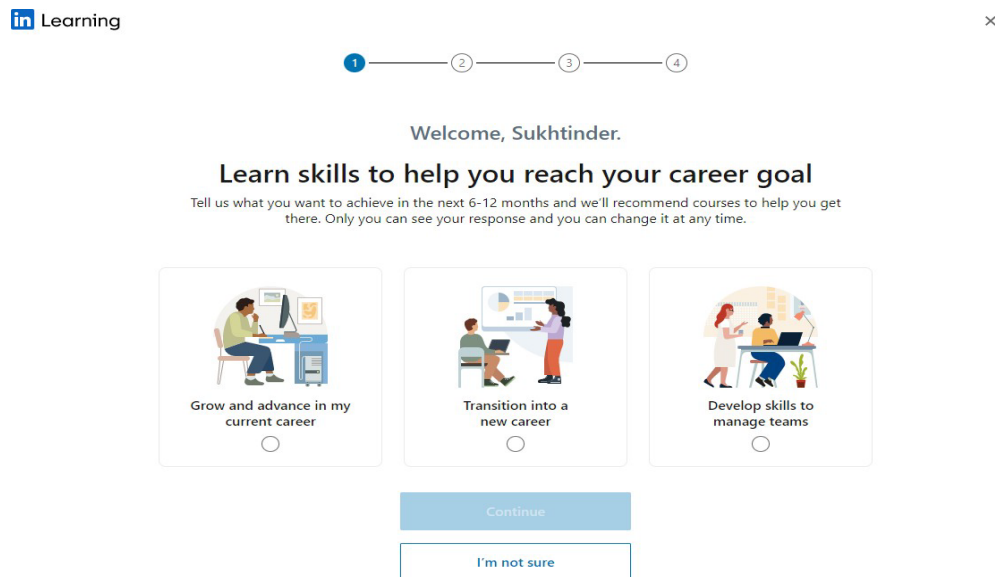 in Learning
1 2 3 4
Welcome, Sukhtinder.
Learn skills to help you reach your career goal
Tell us what you want to achieve in the next 6-12 months and we'll recommend courses to help you get
there. Only you can see your response and you can change it at any time.
Grow and advance in my
current career
Transition into a
new career
Develop skills to
manage teams
Continue
I'm not sure